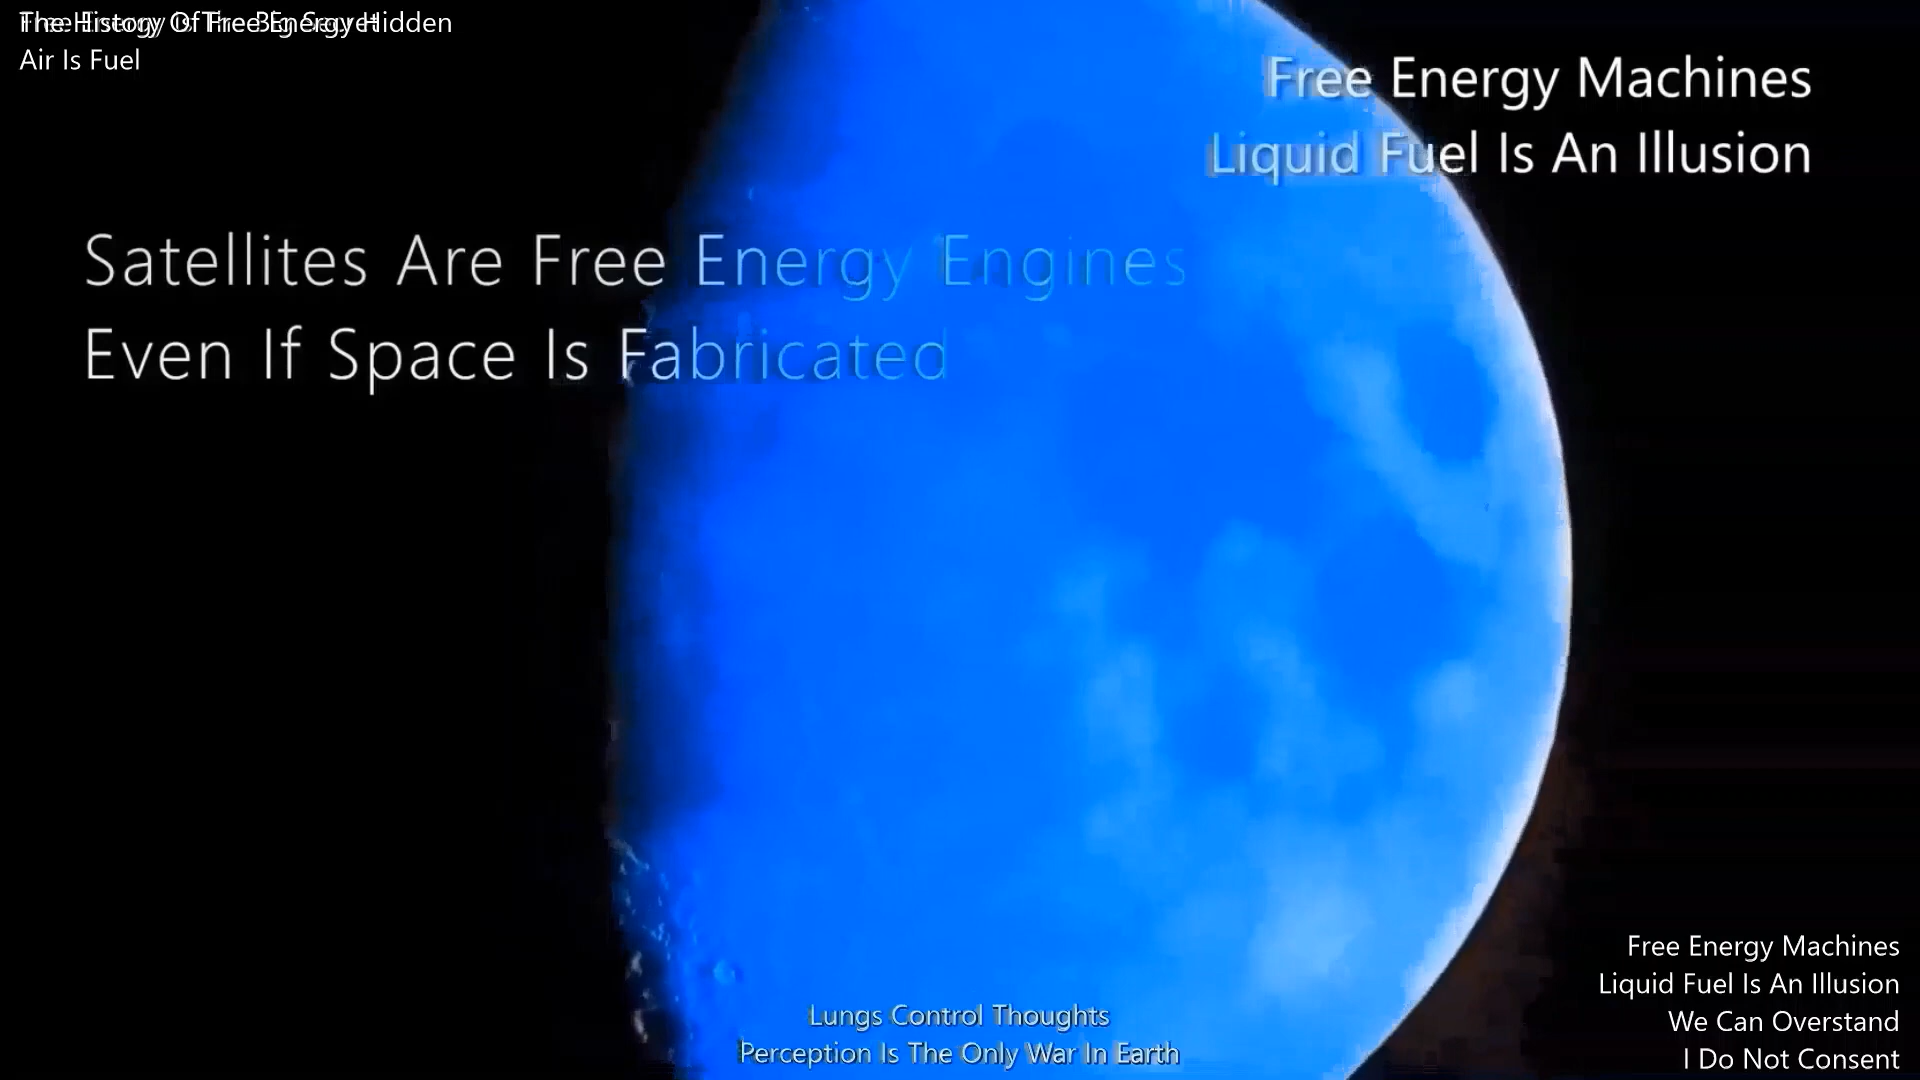 Air Is Fuel
Free Energy Machines
Liquid Fuel Is An Illusion
Satellites Are Free Energy Engines
Even If Space Is Fabricated
Lungs Control Thoughts
Perception Is The Only War In Earth
Free Energy Machines
Liquid Fuel Is An Illusion
We Can Overstand
I Do Not Consent